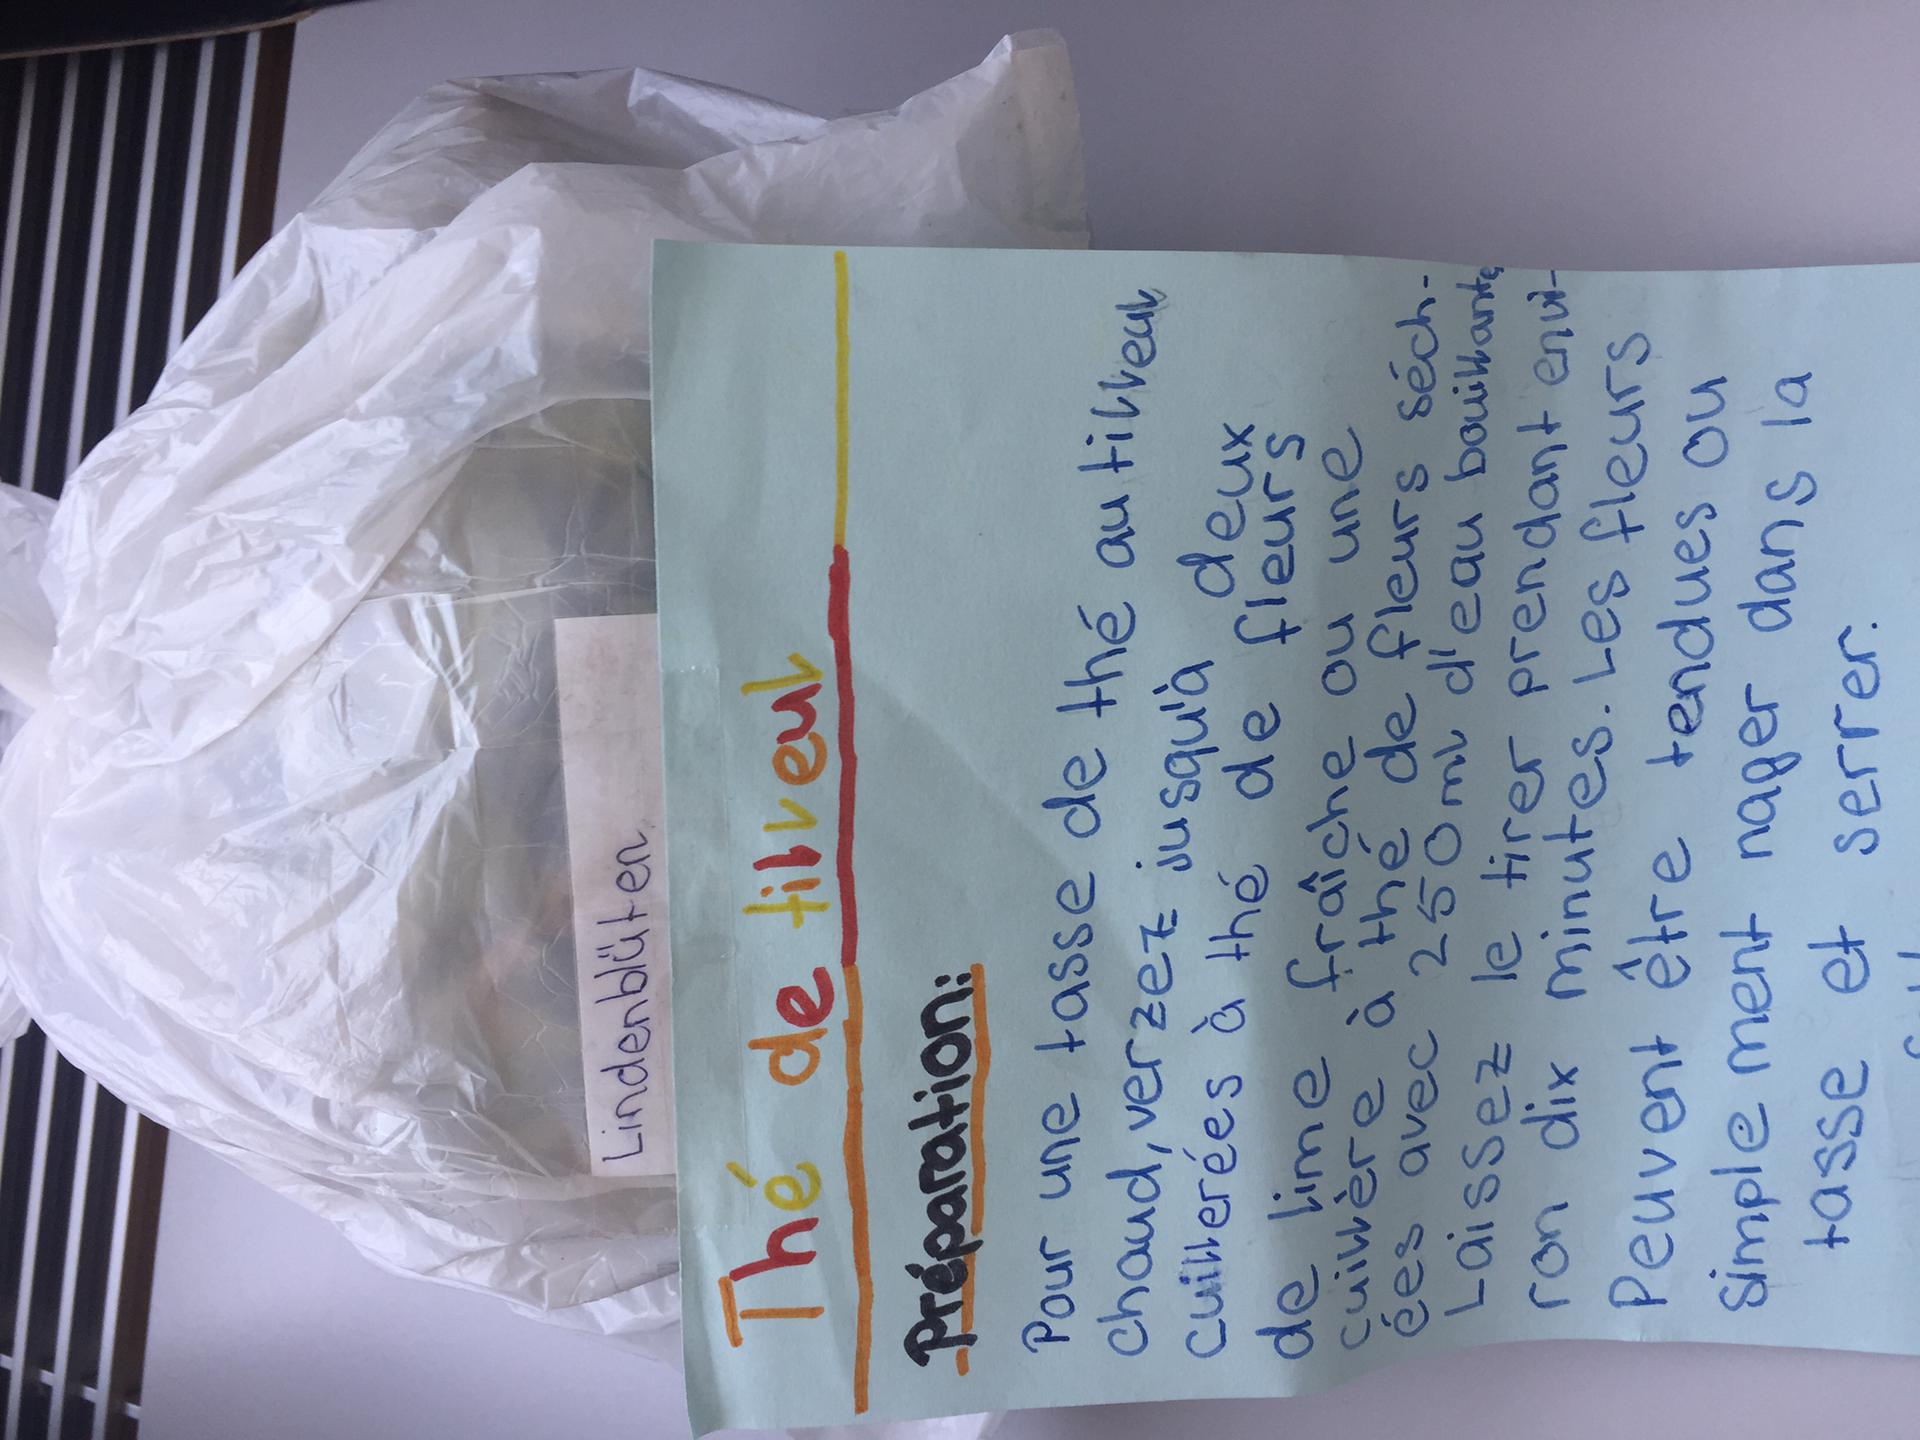 Lindenblüten
Thé de tilleul
Préparation:
Pour une tasse de thé au tilleul
chaud, verzez jusqu'à deux
cuillerées à thé de fleurs
de lime fraîche ou une
cuillère à thé de fleurs séch-
ées avec 250 ml d'eau bouillante
Laissez le tirer prendant envi-
ron dix minutes. Les fleurs
Peuvent être tendues ou
simple ment nager dans la
tasse et serrer.